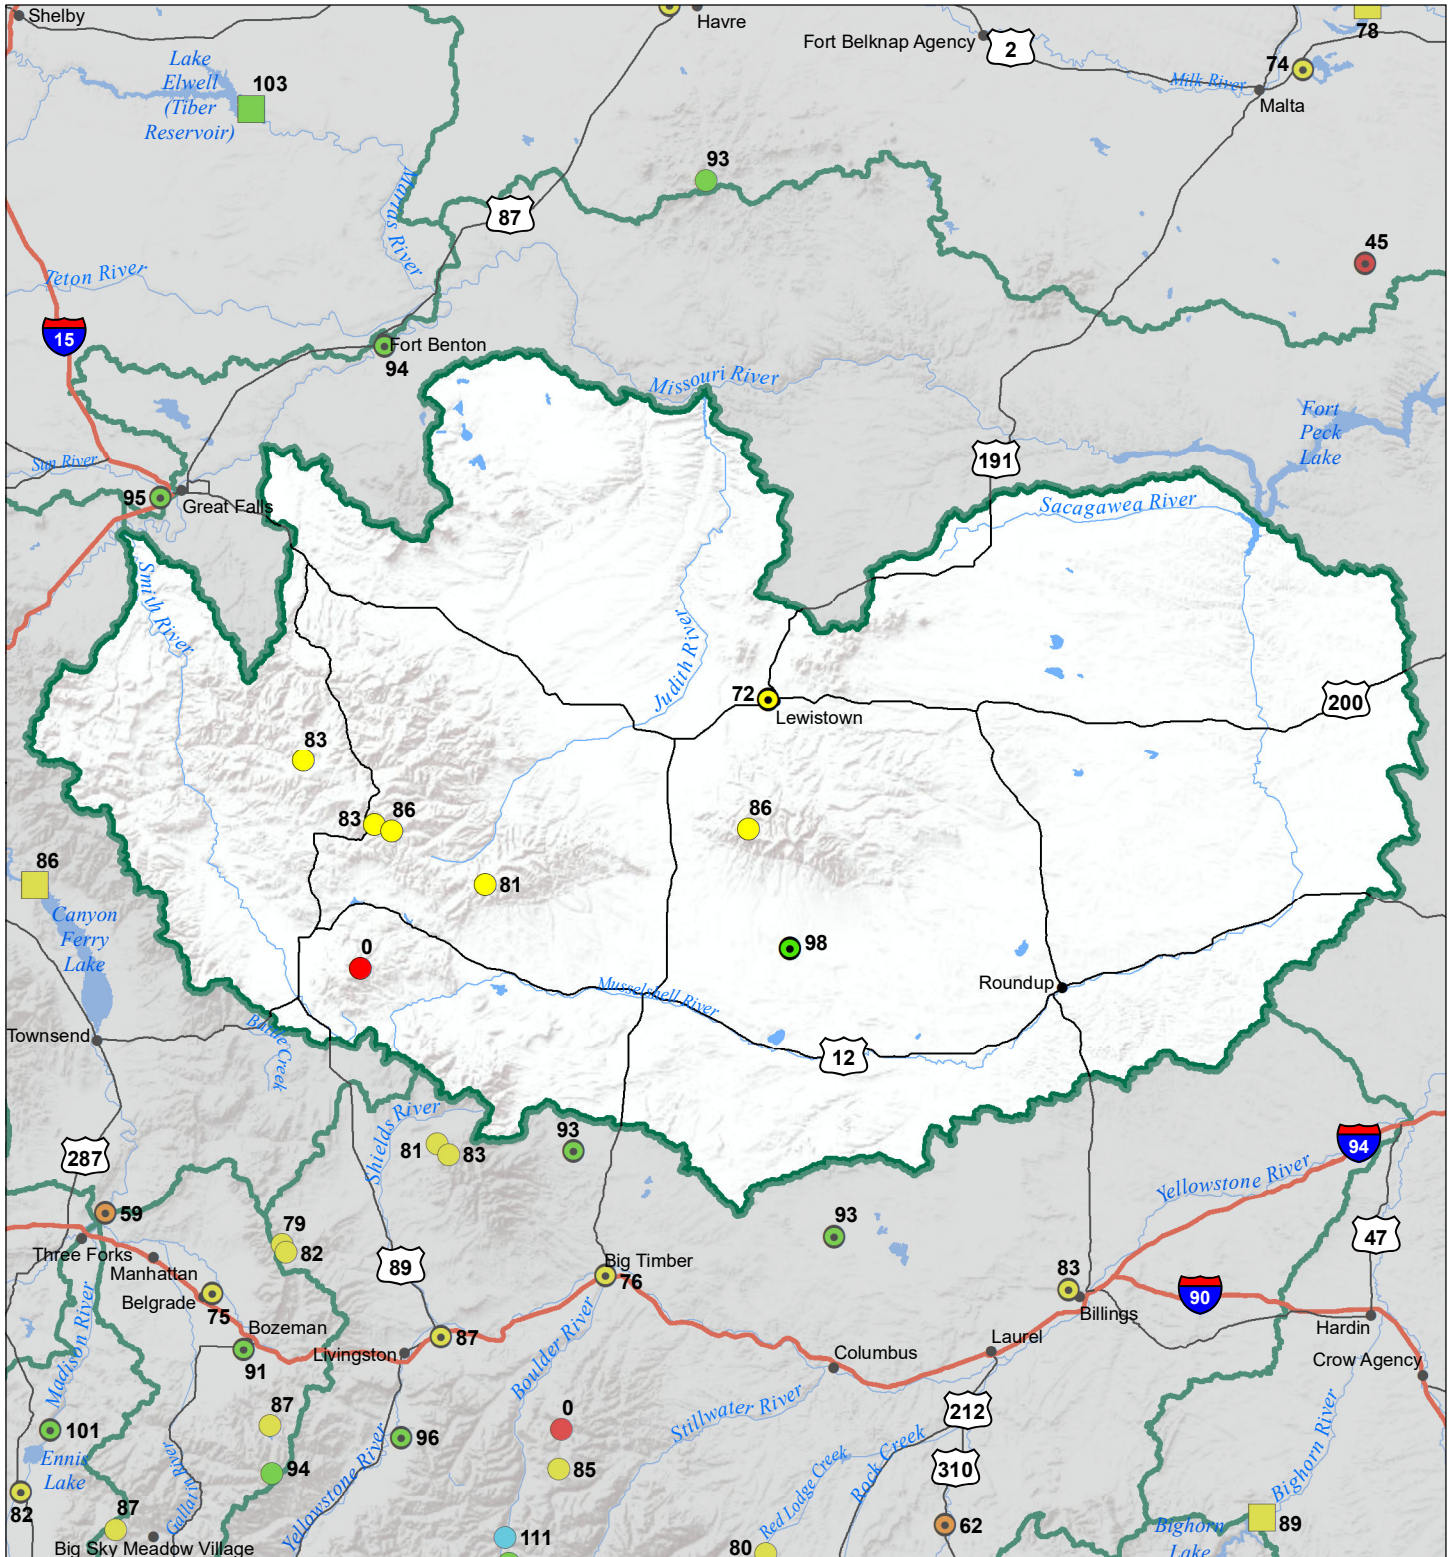 Shelby
Havre
Fort Belknap Agency
2
78
Lake
Elwell
(Tiber
Reservoir)
103
74
Milk River
Malta
93
Marias River
87
45
Teton River
15
Fort Benton
94
Missouri River
Fort
Peck
Lake
191
Sun River
95
Great Falls
Sacagawea River
Smith River
Judith River
72
Lewistown
200
83
83
86
86
86
81
Canyon
Ferry
Lake
0
98
Musselshell River
Roundup
Townsend
Battle Creek
12
Shields River
81
83
93
287
94
Yellowstone River
59
79
82
93
47
Three Forks
Manhattan
Belgrade
75
89
Big Timber
76
83
90
Billings
Bozeman
91
Livingston
87
Madison River
Boulder River
Columbus
Laurel
Hardin
Crow Agency
101
Ennis
Lake
87
94
96
0
85
Stillwater River
212
310
Rock Creek
Red Lodge Creek
Bighorn River
82
87
Gallatin River
Yellowstone River
111
80
62
89
Bighorn
Lake
Big Sky Meadow Village